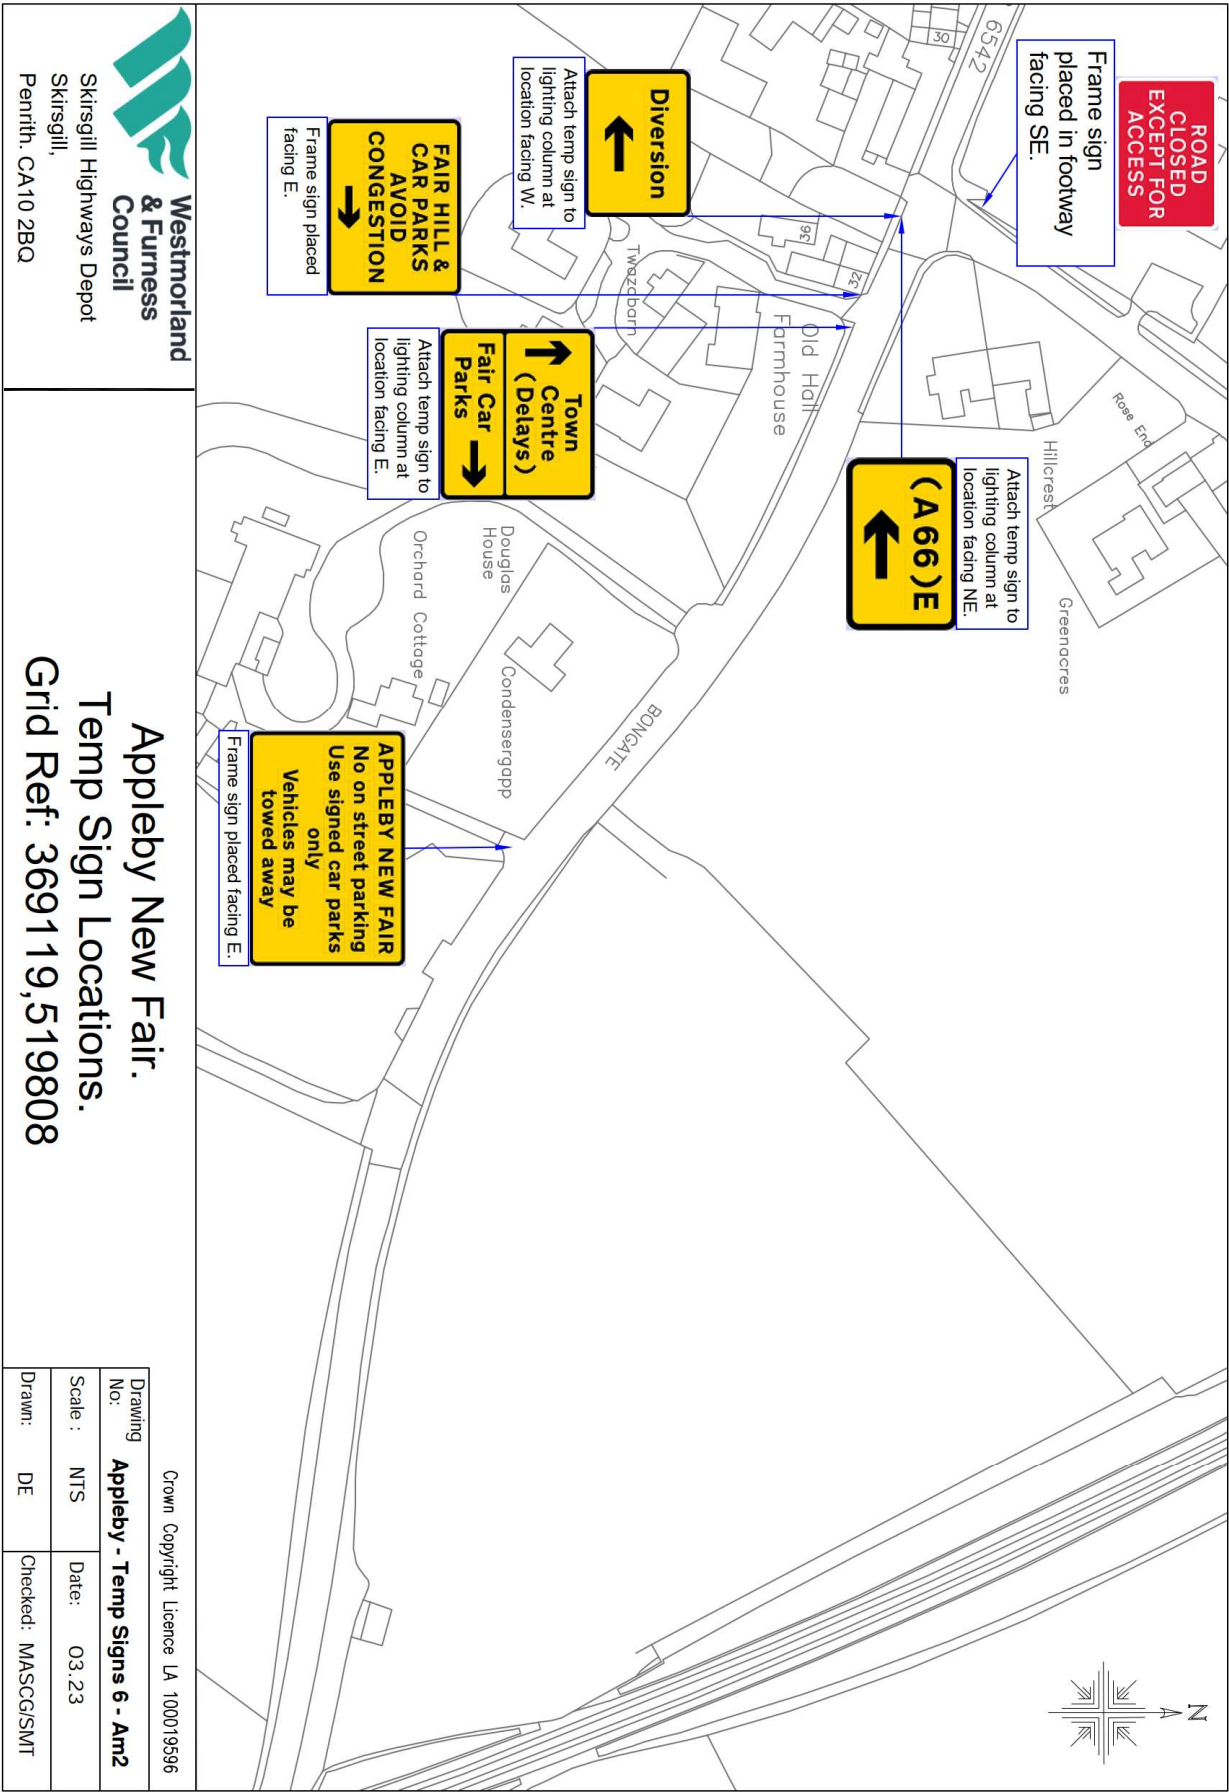 ROAD
CLOSED
EXCEPT FOR
ACCESS
Frame sign
placed in footway
facing SE.
6542
30
Rose End
Hillcrest
Greenacres
Attach temp sign to
lighting column at
location facing NE.
(A66)E
Diversion
Attach temp sign to
lighting column at
location facing W.
36
32
Old Hall
Farmhouse
Twazabarn
FAIR HILL &
CAR PARKS
AVOID
CONGESTION
Frame sign placed
facing E.
Town
Centre
(Delays)
Fair Car
Parks
Attach temp sign to
lighting column at
location facing E.
Douglas
House
Orchard Cottage
Condensergapp
BONGATE
APPLEBY NEW FAIR
No on street parking
Use signed car parks
only
Vehicles may be
towed away
Frame sign placed facing E.
N
Westmorland
& Furness
Council
Skirsgill Highways Depot
Skirsgill,
Penrith. CA10 2BQ
Appleby New Fair.
Temp Sign Locations.
Grid Ref: 369119,519808
Crown Copyright Licence LA 100019596
Drawing
No: Appleby - Temp Signs 6 - Am2
Scale : NTS Date: 03.23
Drawn: DE Checked: MASCG/SMT